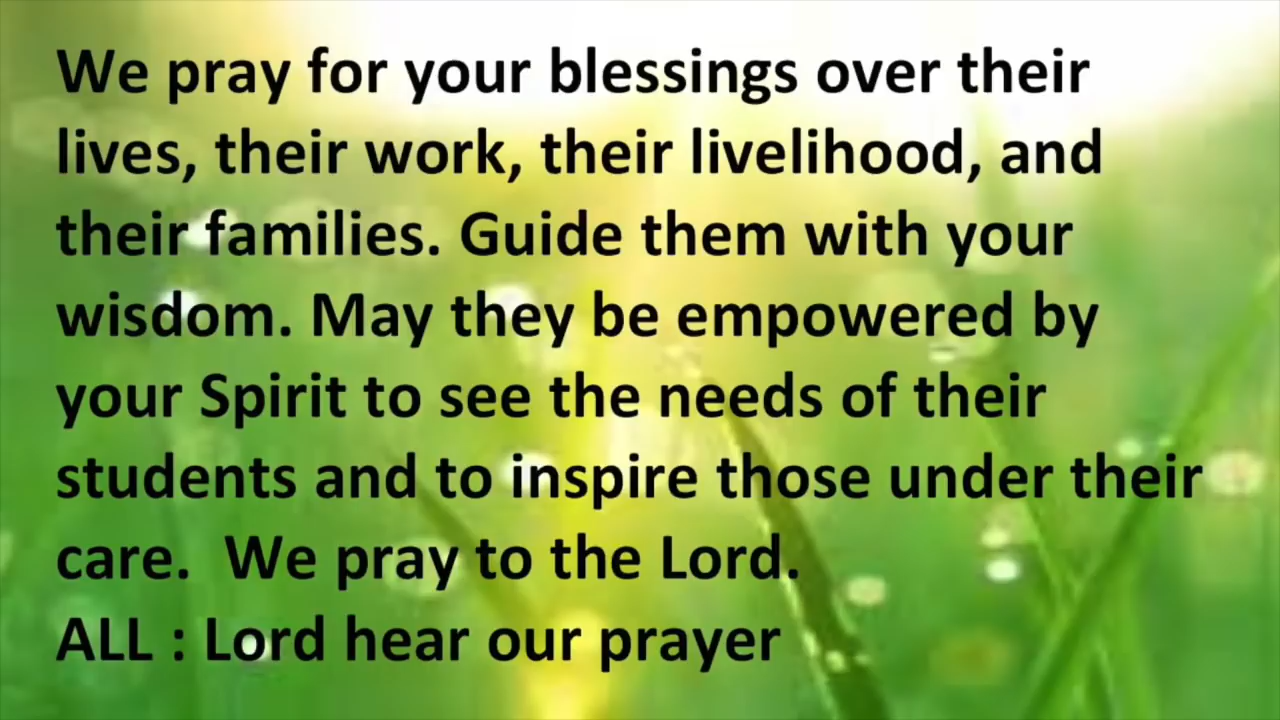 We pray for your blessings over their
lives, their work, their livelihood, and
their families. Guide them with your
wisdom. May they be empowered by
your Spirit to see the needs of their
students and to inspire those under their
care.  We pray to the Lord.
ALL : Lord hear our prayer